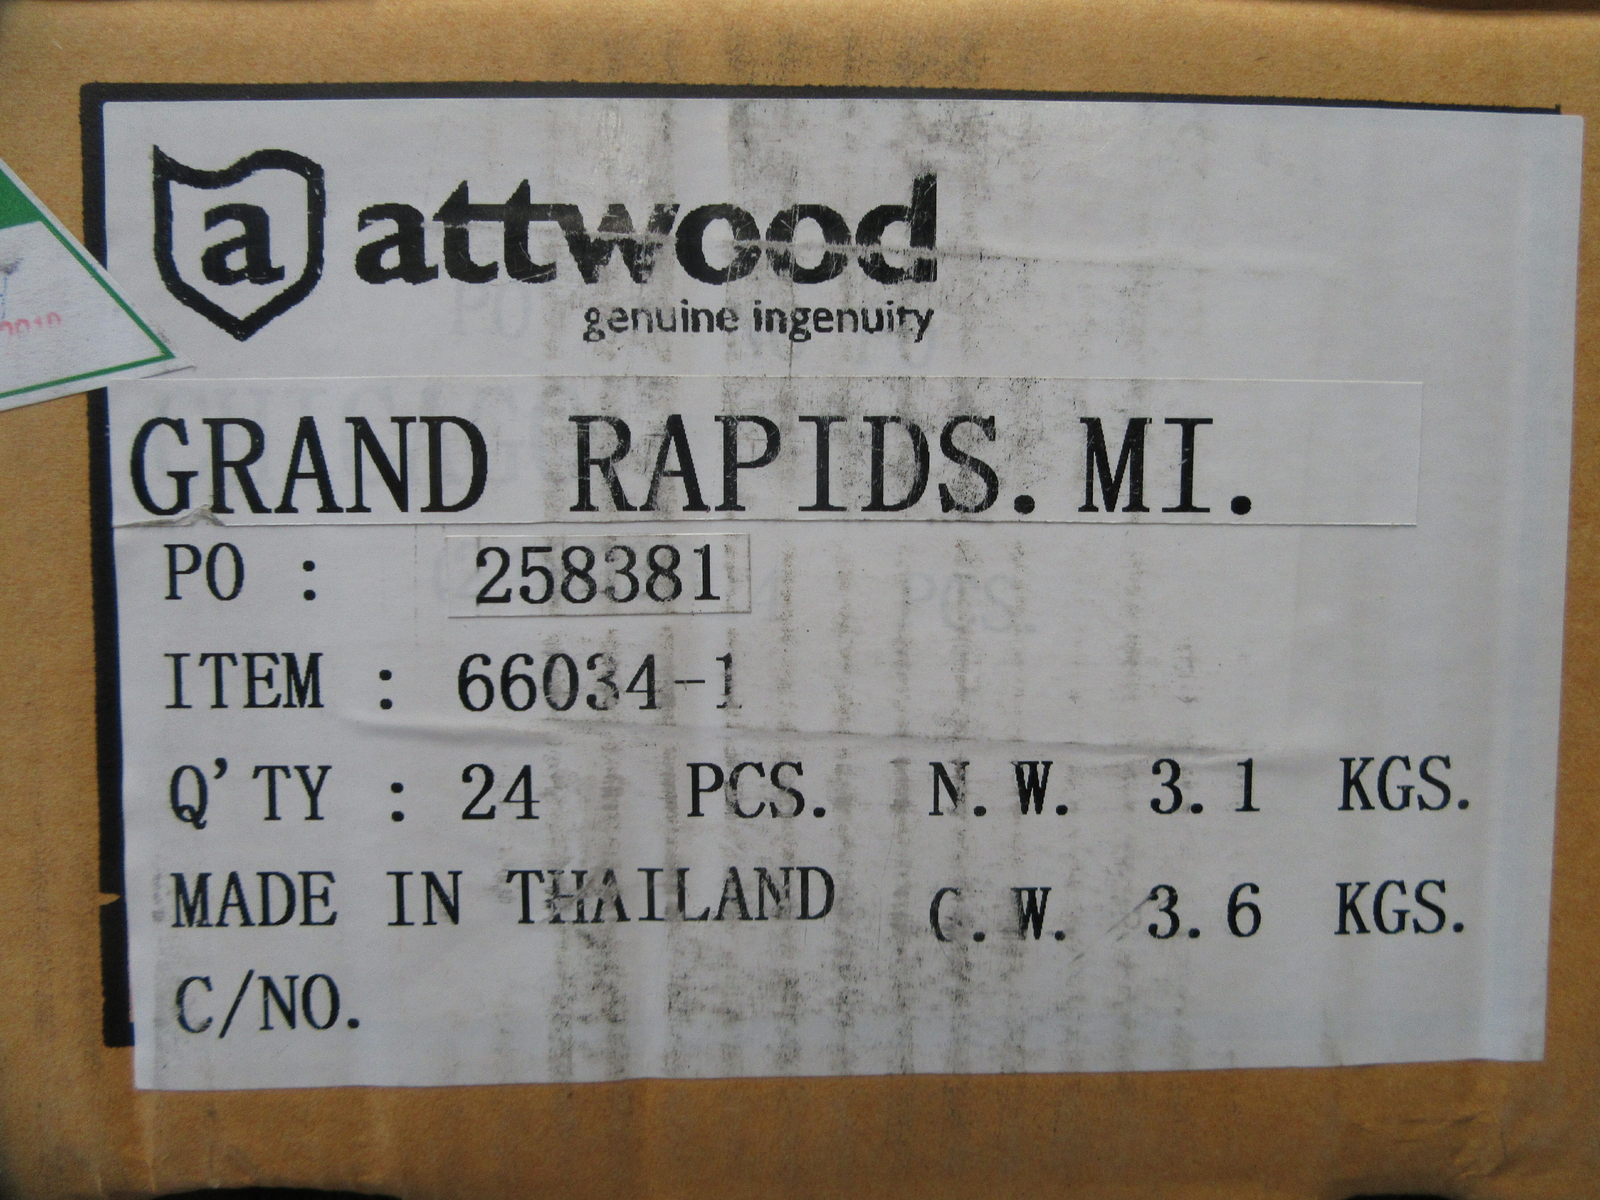 a attwood
genuine ingenuity
GRAND RAPIDS. MI.
PO : 258381
ITEM : 66034-1
Q'TY : 24 PCS. N. W. 3.1 KGS.
MADE IN THAILAND G. W. 3.6 KGS.
C/NO.